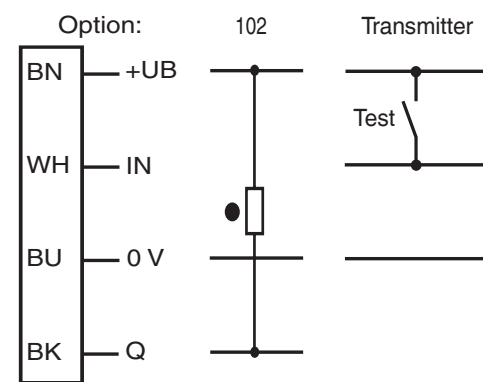 Option: 102 Transmitter
BN +UB
Test
WH IN
BU 0 V
BK Q